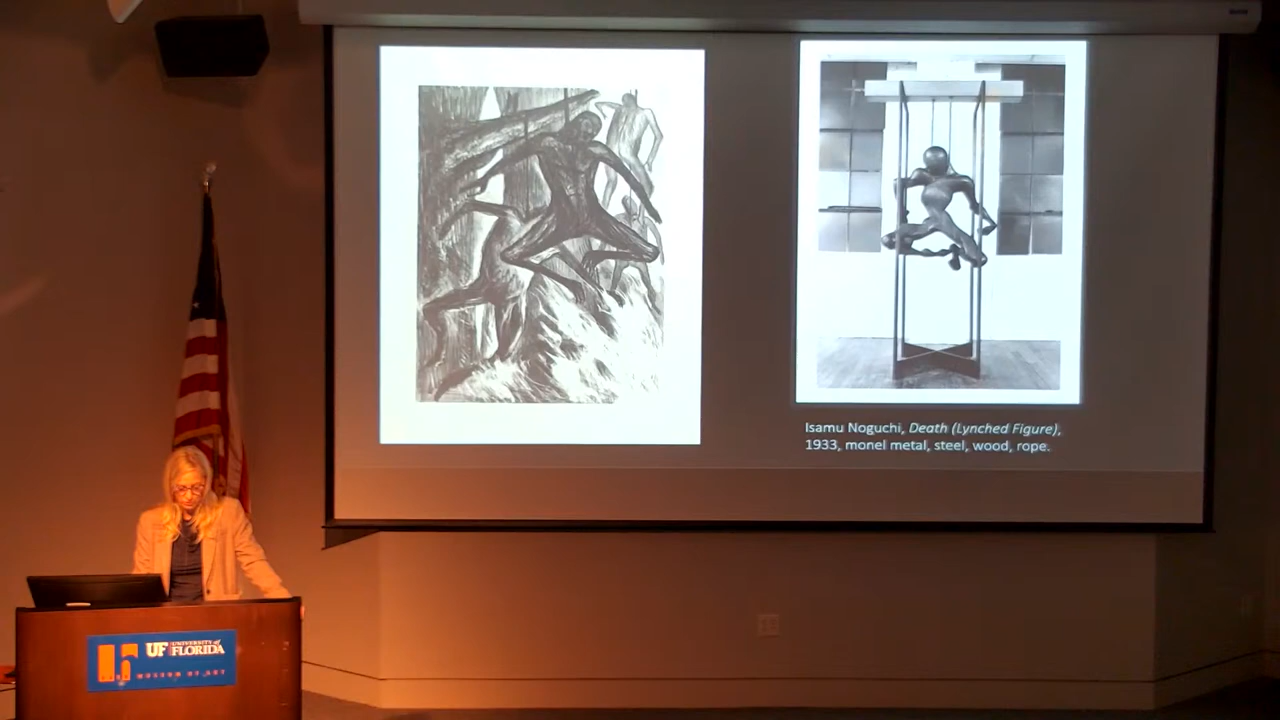 Isamu Noguchi, Death (Lynched Figure),
1933, monel metal, steel, wood, rope.
UF UNIVERSITY of
FLORIDA
MUSEUM OF ART